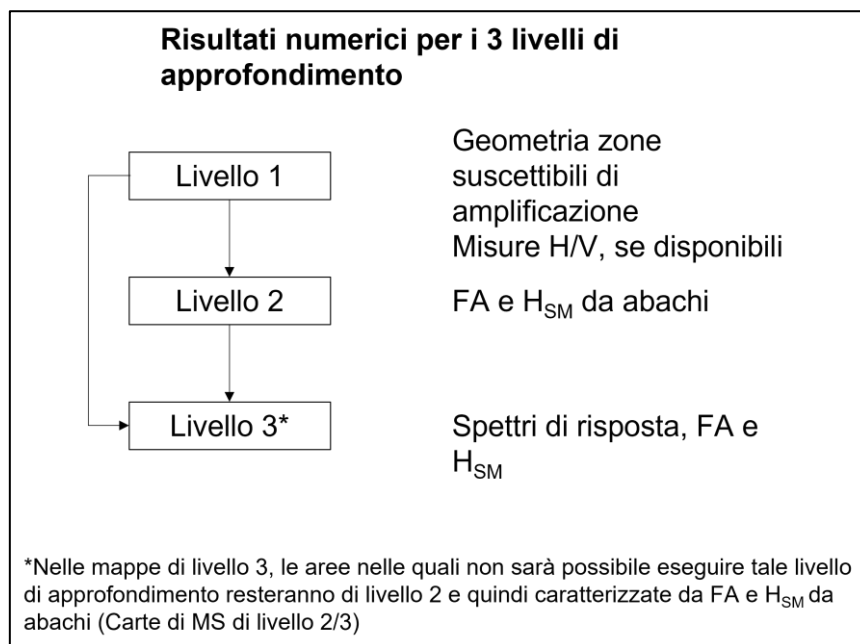 Risultati numerici per i 3 livelli di
approfondimento
Livello 1
Geometria zone
suscettibili di
amplificazione
Misure H/V, se disponibili
Livello 2
FA e HSM da abachi
Livello 3*
Spettri di risposta, FA e
HSM
*Nelle mappe di livello 3, le aree nelle quali non sarà possibile eseguire tale livello
di approfondimento resteranno di livello 2 e quindi caratterizzate da FA e HSM da
abachi (Carte di MS di livello 2/3)